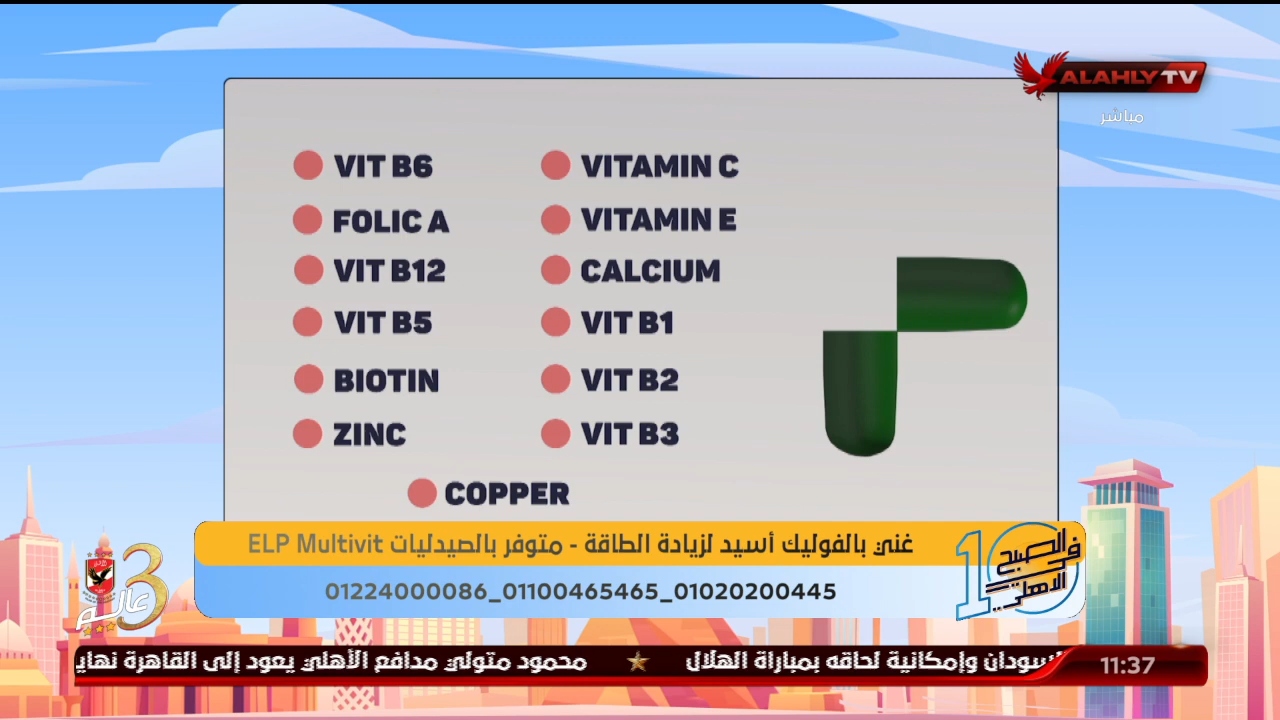 ALAHLY TV
مباشر
VIT B6
FOLIC A
VIT B12
VIT B5
BIOTIN
ZINC
VITAMIN C
VITAMIN E
CALCIUM
VIT B1
VIT B2
VIT B3
COPPER
غني بالفوليك أسيد لزيادة الطاقة - متوفر بالصيدليات ELP Multivit
01224000086_01100465465_01020200445
10 الصبح في الأهلي..
3 عالم
السودان وإمكانية لحاقه بمباراة الهلال ★ محمود متولي مدافع الأهلي يعود إلى القاهرة
11:37